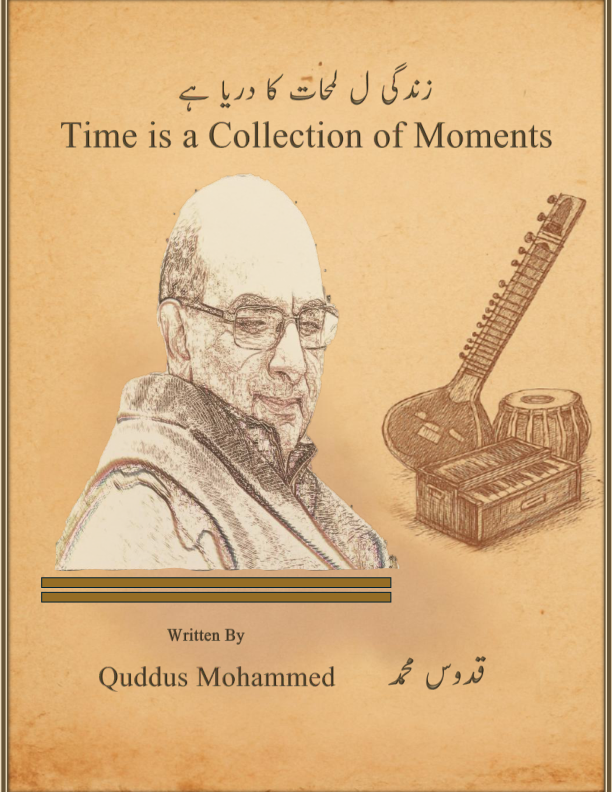 زندگی ل لمحات کا دریا ہے
Time is a Collection of Moments
Written By
Quddus Mohammed قدوس محمد